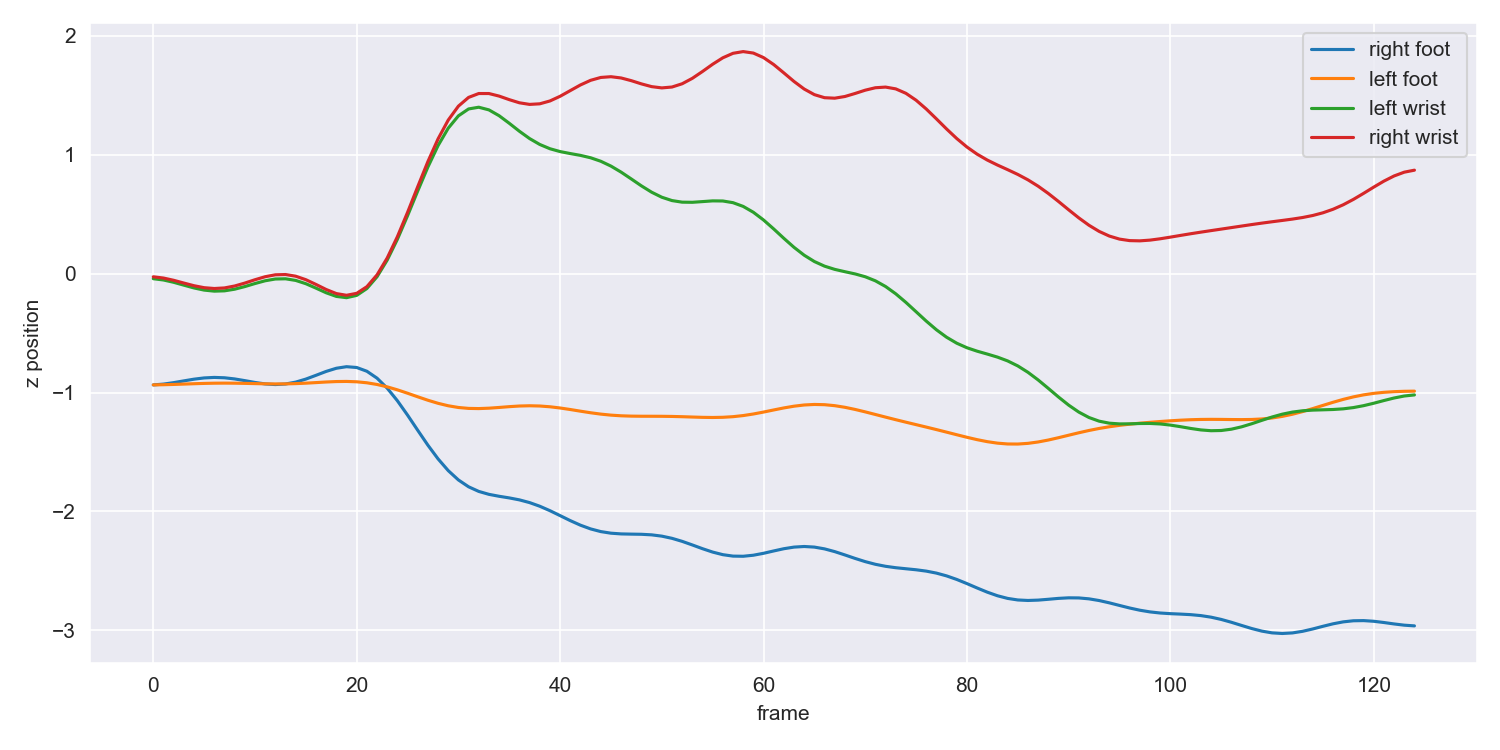 2
1
0
−1
−2
−3
z position
0
20
40
60
80
100
120
frame
right foot
left foot
left wrist
right wrist